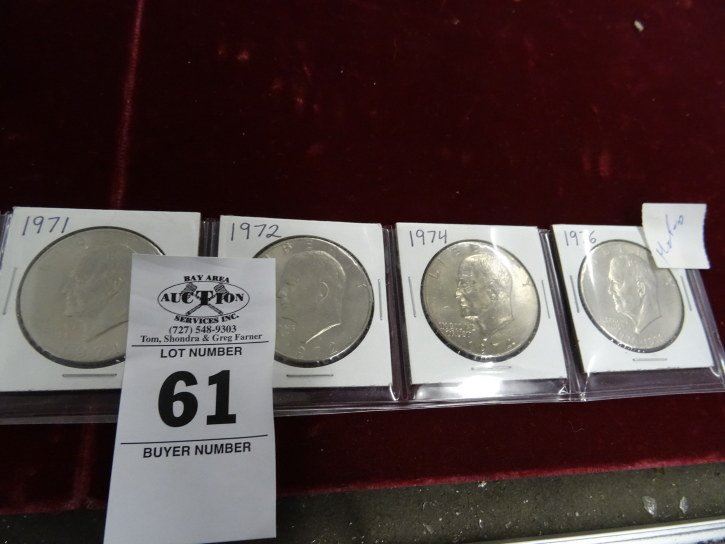 1971
1972
1974
1976
BAY AREA
AUCTION
SERVICES INC.
(727) 548-9303
Tom, Shondra & Greg Farner
LOT NUMBER
61
BUYER NUMBER